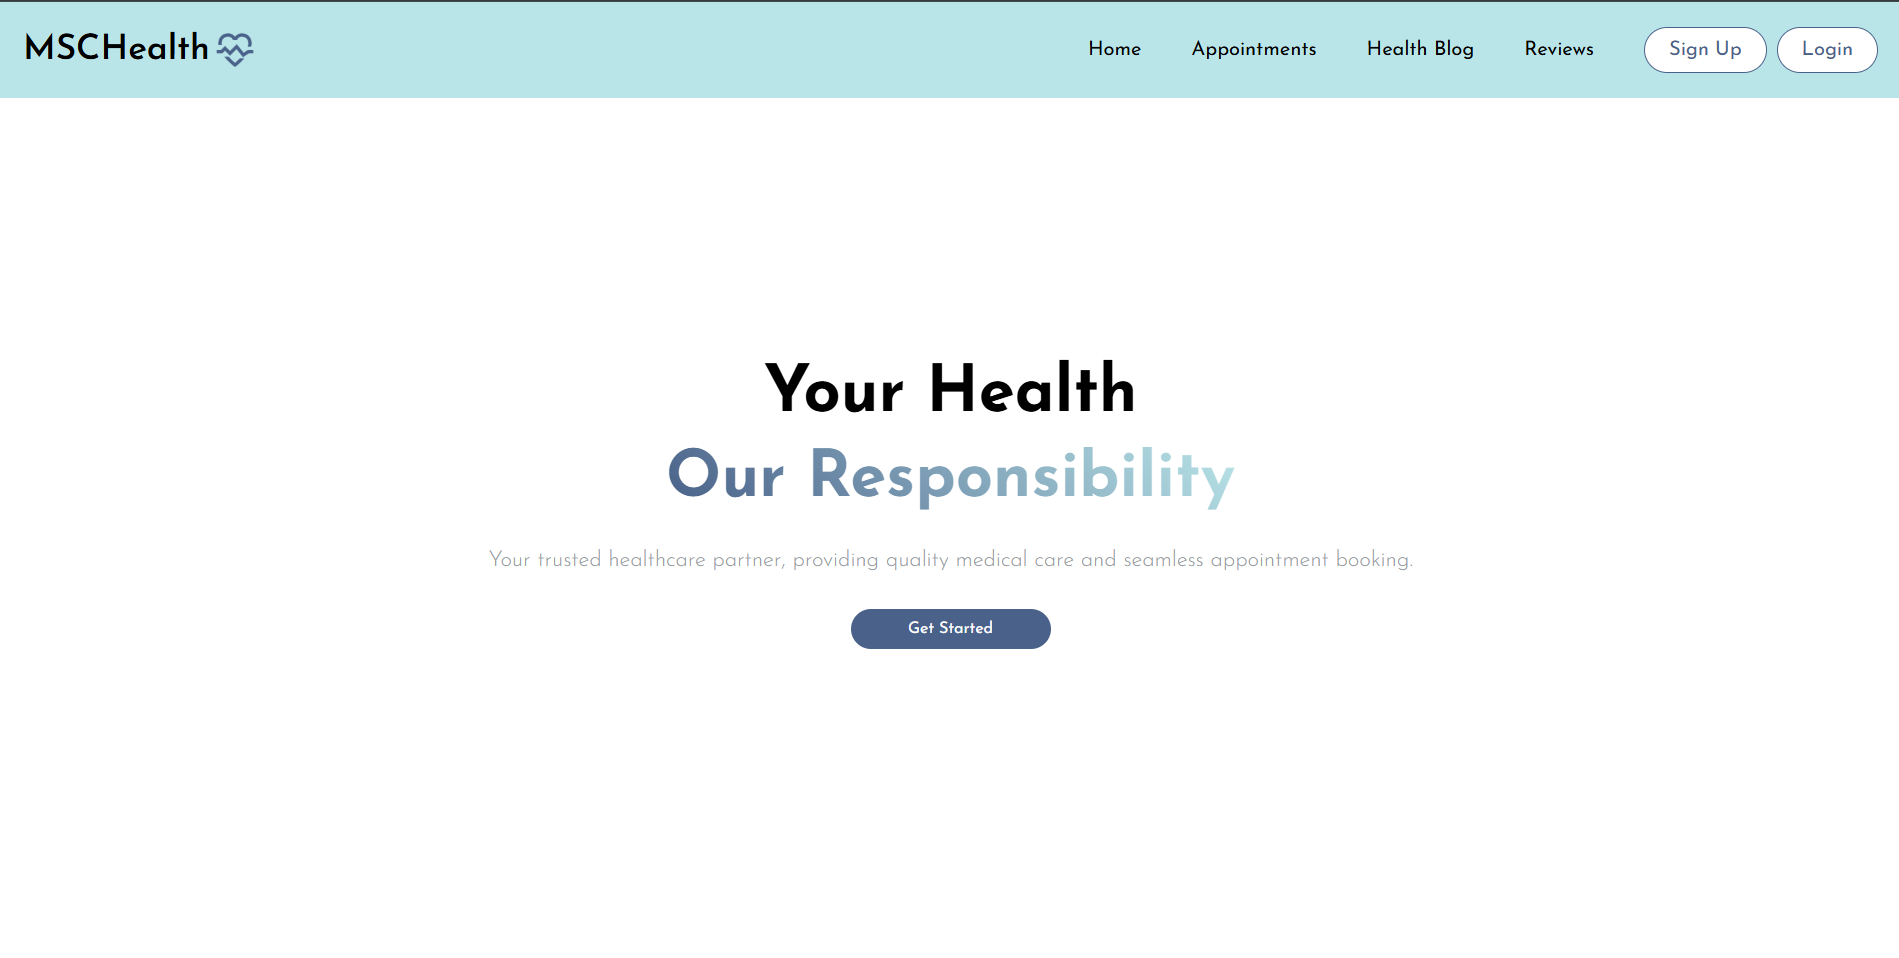 MSCHealth
Home Appointments Health Blog Reviews Sign Up Login
Your Health
Our Responsibility
Your trusted healthcare partner, providing quality medical care and seamless appointment booking.
Get Started